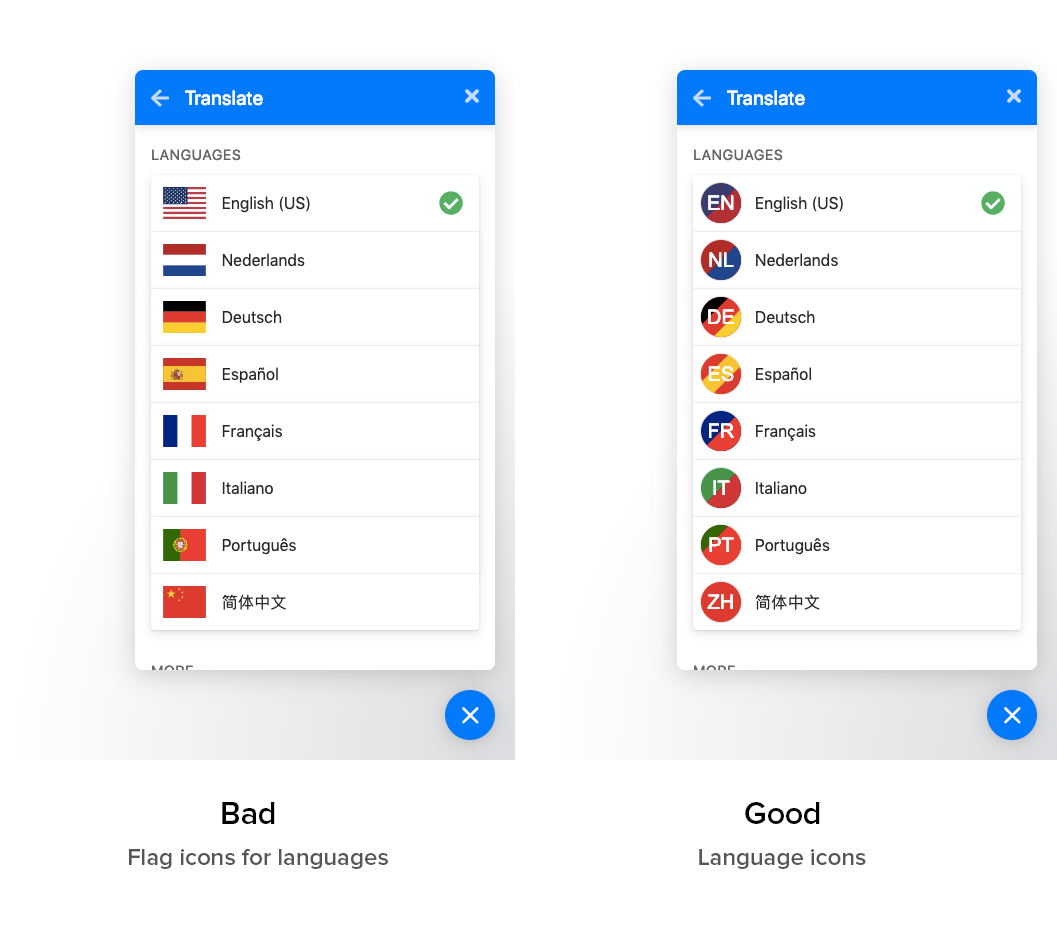 Translate
LANGUAGES
English (US)
Nederlands
Deutsch
Español
Français
Italiano
Português
简体中文
MORE
Bad
Flag icons for languages
Translate
LANGUAGES
EN English (US)
NL Nederlands
DE Deutsch
ES Español
FR Français
IT Italiano
PT Português
ZH 简体中文
MORE
Good
Language icons